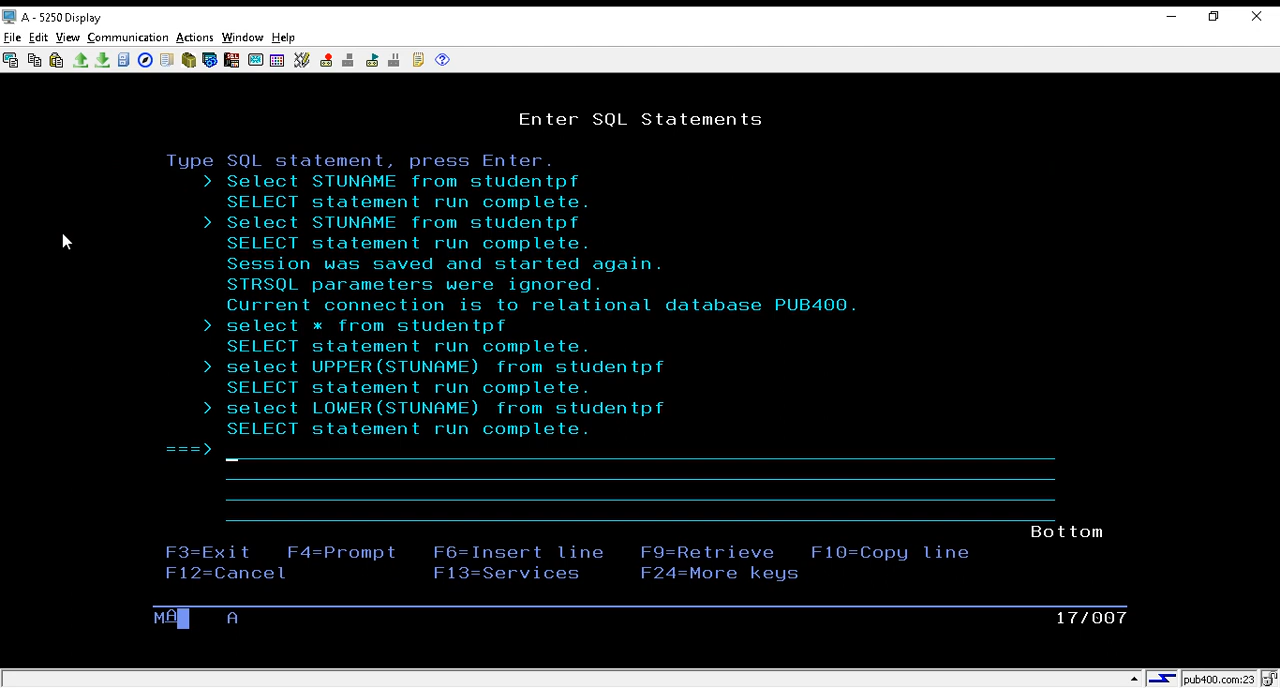 A - 5250 Display
File Edit View Communication Actions Window Help
Enter SQL Statements
Type SQL statement, press Enter.
> Select STUNAME from studentpf
SELECT statement run complete.
> Select STUNAME from studentpf
SELECT statement run complete.
Session was saved and started again.
STRSQL parameters were ignored.
Current connection is to relational database PUB400.
> select * from studentpf
SELECT statement run complete.
> select UPPER(STUNAME) from studentpf
SELECT statement run complete.
> select LOWER(STUNAME) from studentpf
SELECT statement run complete.
===>
Bottom
F3=Exit F4=Prompt F6=Insert line F9=Retrieve F10=Copy line
F12=Cancel F13=Services F24=More keys
MA A 17/007
pub400.com:23